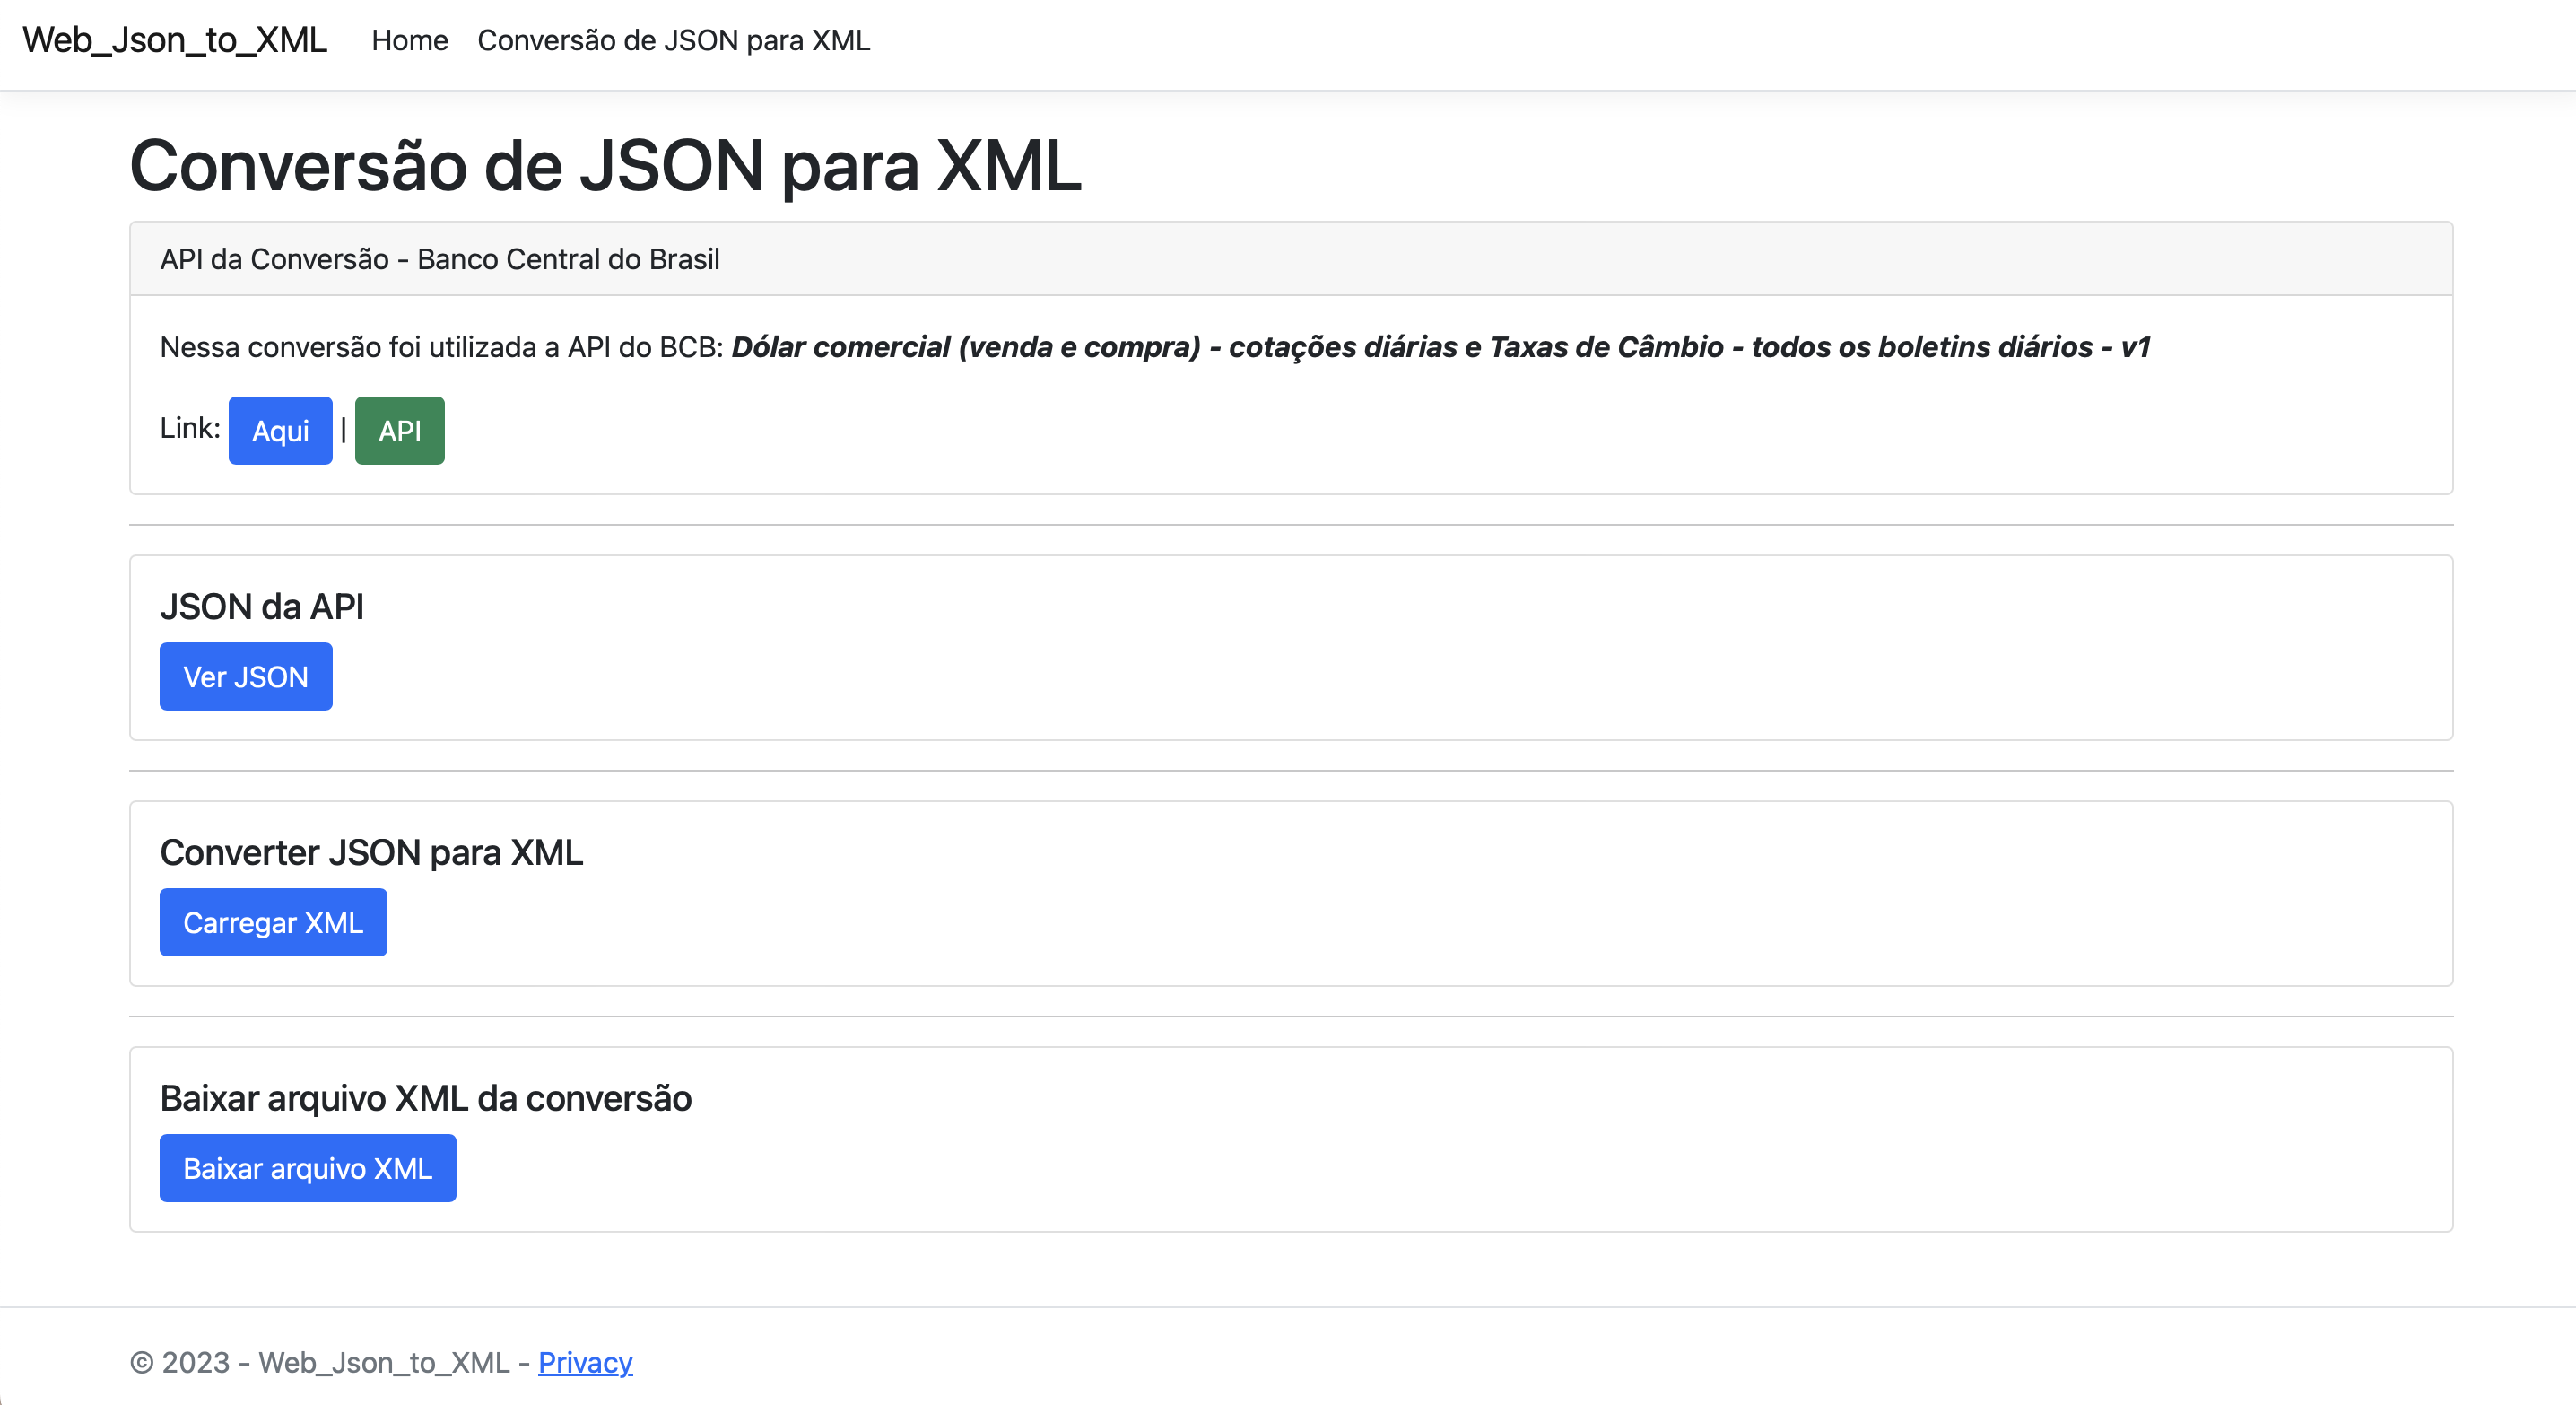 Web_Json_to_XML Home Conversão de JSON para XML
Conversão de JSON para XML
API da Conversão - Banco Central do Brasil
Nessa conversão foi utilizada a API do BCB: Dólar comercial (venda e compra) - cotações diárias e Taxas de Câmbio - todos os boletins diários - v1
Link: Aqui | API
JSON da API
Ver JSON
Converter JSON para XML
Carregar XML
Baixar arquivo XML da conversão
Baixar arquivo XML
© 2023 - Web_Json_to_XML - Privacy